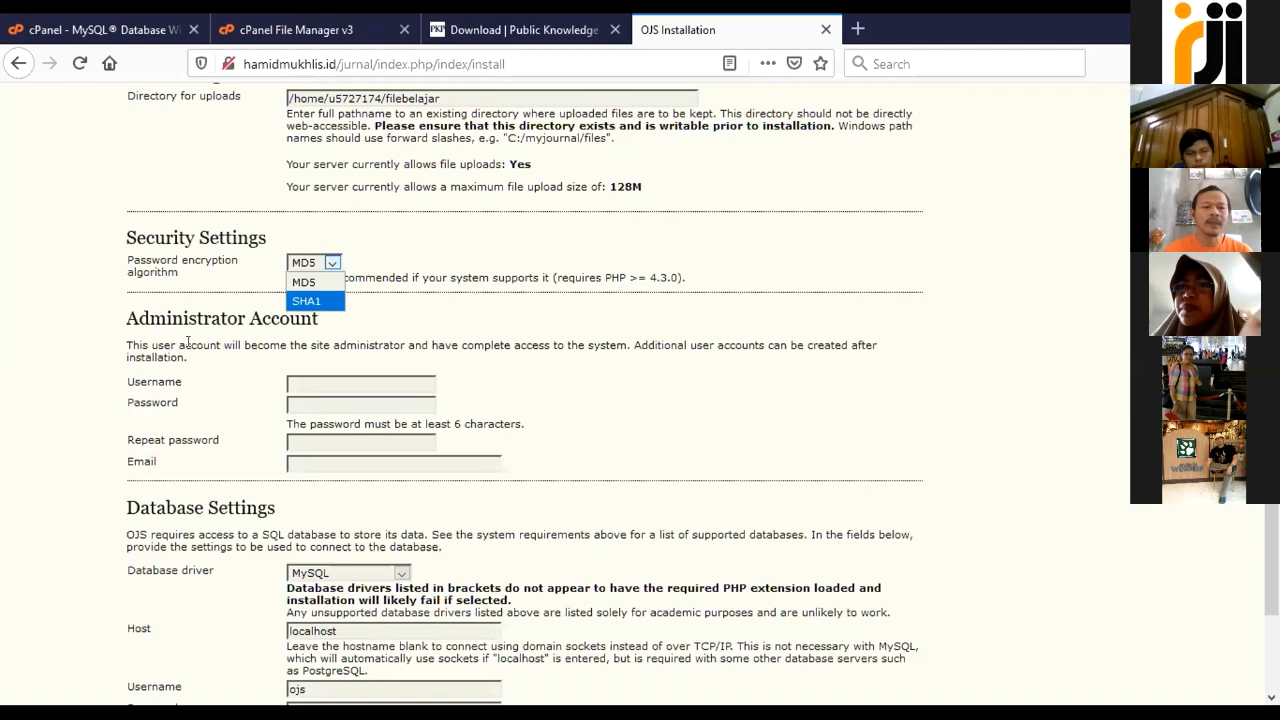 cPanel - MySQL® Database Wi
cPanel File Manager v3
PKP Download | Public Knowledge
OJS Installation
hamidmukhlis.id/jurnal/index.php/index/install
Search
rji
Directory for uploads
/home/u5727174/filebelajar
Enter full pathname to an existing directory where uploaded files are to be kept. This directory should not be directly
web-accessible. Please ensure that this directory exists and is writable prior to installation. Windows path
names should use forward slashes, e.g. "C:/myjournal/files".
Your server currently allows file uploads: Yes
Your server currently allows a maximum file upload size of: 128M
Security Settings
Password encryption
algorithm
MD5
commended if your system supports it (requires PHP >= 4.3.0).
MD5
SHA1
Administrator Account
This user account will become the site administrator and have complete access to the system. Additional user accounts can be created after
installation.
Username
Password
The password must be at least 6 characters.
Repeat password
Email
Database Settings
OJS requires access to a SQL database to store its data. See the system requirements above for a list of supported databases. In the fields below,
provide the settings to be used to connect to the database.
Database driver
MySQL
Database drivers listed in brackets do not appear to have the required PHP extension loaded and
installation will likely fail if selected.
Any unsupported database drivers listed above are listed solely for academic purposes and are unlikely to work.
Host
localhost
Leave the hostname blank to connect using domain sockets instead of over TCP/IP. This is not necessary with MySQL,
which will automatically use sockets if "localhost" is entered, but is required with some other database servers such
as PostgreSQL.
Username
ojs